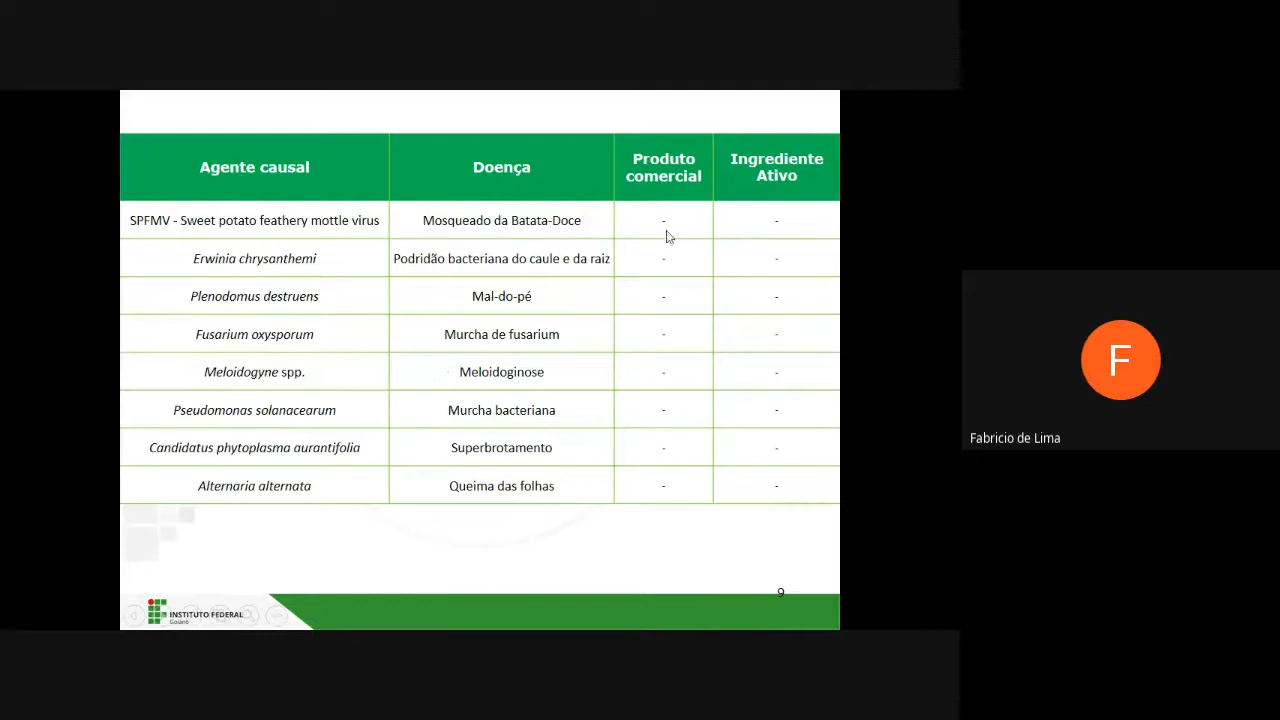 Agente causal
Doença
Produto
comercial
Ingrediente
Ativo
SPFMV - Sweet potato feathery mottle virus
Mosqueado da Batata-Doce
-
-
Erwinia chrysanthemi
Podridão bacteriana do caule e da raiz
-
-
Plenodomus destruens
Mal-do-pé
-
-
Fusarium oxysporum
Murcha de fusarium
-
-
Meloidogyne spp.
Meloidoginose
-
-
Pseudomonas solanacearum
Murcha bacteriana
-
-
Candidatus phytoplasma aurantifolia
Superbrotamento
-
-
Alternaria alternata
Queima das folhas
-
-
9
INSTITUTO FEDERAL
Goiano
F
Fabricio de Lima